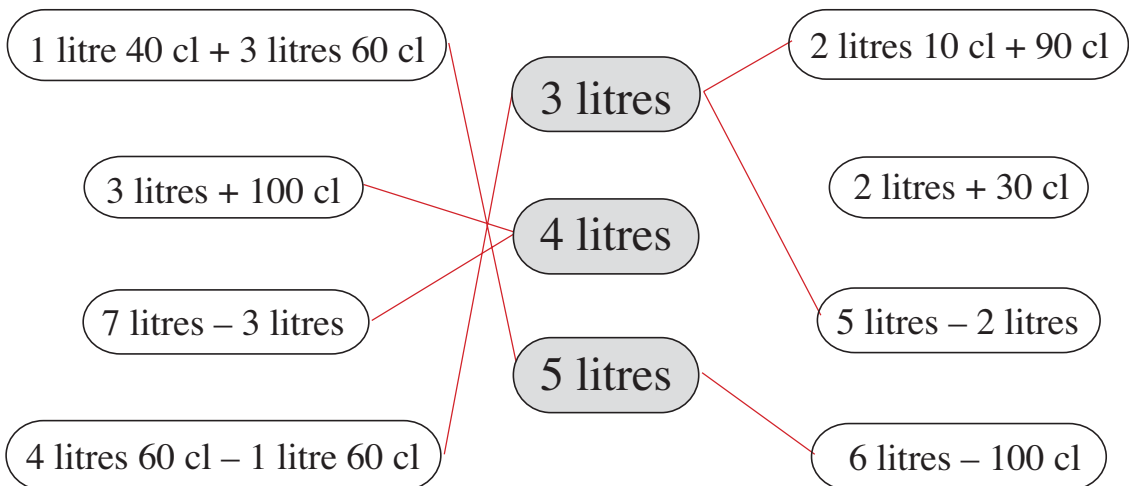 1 litre 40 cl + 3 litres 60 cl
3 litres + 100 cl
7 litres – 3 litres
4 litres 60 cl – 1 litre 60 cl
3 litres
4 litres
5 litres
2 litres 10 cl + 90 cl
2 litres + 30 cl
5 litres – 2 litres
6 litres – 100 cl